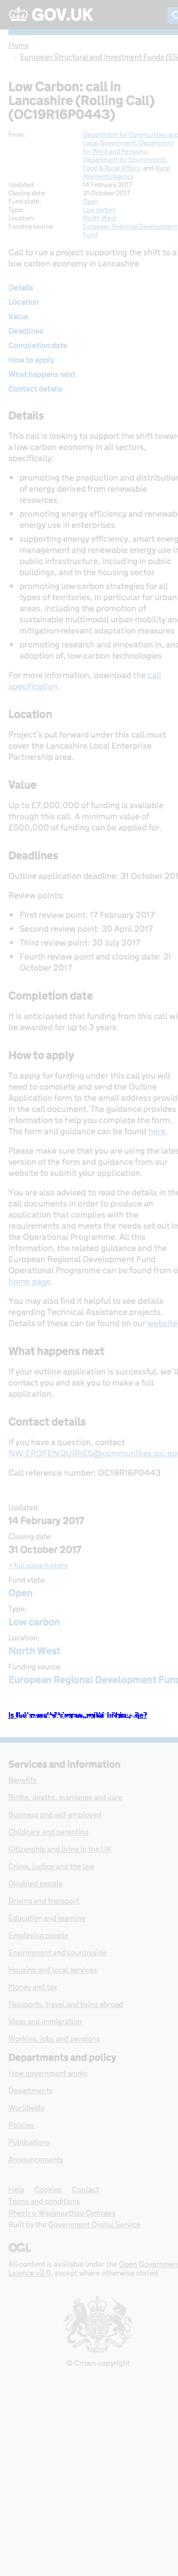 GOV.UK
Home
European Structural and Investment Funds (ES
Low Carbon: call in
Lancashire (Rolling Call)
(OC19R16P0443)
From: Department for Communities and
Local Government, Department
for Work and Pensions,
Department for Environment,
Food & Rural Affairs, and Rural
Payments Agency
Updated: 14 February 2017
Closing date: 31 October 2017
Fund state: Open
Type: Low carbon
Location: North West
Funding source: European Regional Development
Fund
Call to run a project supporting the shift to a
low carbon economy in Lancashire
Details
Location
Value
Deadlines
Completion date
How to apply
What happens next
Contact details
Details
This call is looking to support the shift toward
a low carbon economy in all sectors,
specifically:
promoting the production and distribution
of energy derived from renewable
resources.
promoting energy efficiency and renewable
energy use in enterprises
supporting energy efficiency, smart energy
management and renewable energy use in
public infrastructure, including in public
buildings, and in the housing sector
promoting low-carbon strategies for all
types of territories, in particular for urban
areas, including the promotion of
sustainable multimodal urban mobility and
mitigation-relevant adaptation measures
promoting research and innovation in, and
adoption of, low-carbon technologies
For more information, download the call
specification.
Location
Project's put forward under this call must
cover the Lancashire Local Enterprise
Partnership area.
Value
Up to £7,000,000 of funding is available
through this call. A minimum value of
£500,000 of funding can be applied for.
Deadlines
Outline application deadline: 31 October 201
Review points:
First review point: 17 February 2017
Second review point: 30 April 2017
Third review point: 30 July 2017
Fourth review point and closing date: 31
October 2017
Completion date
It is anticipated that funding from this call will
be awarded for up to 3 years.
How to apply
To apply for funding under this call you will
need to complete and send the Outline
Application form to the email address provid
in the call document. The guidance provides
information to help you complete the form.
The form and guidance can be found here.
Please make sure that you are using the latest
version of the form and guidance from our
website to submit your application.
You are also advised to read the details in the
call documents in order to produce an
application that complies with the
requirements and meets the needs set out in
the Operational Programme. All this
information, the related guidance and the
European Regional Development Fund
Operational Programme can be found from o
home page.
You may also find it helpful to see details
regarding Technical Assistance projects.
Details of these can be found on our website
What happens next
If your outline application is successful, we'll
contact you and ask you to make a full
application.
Contact details
If you have a question, contact
NW.ERDFENQUIRIES@communities.gsi.go
Call reference number: OC19R16P0443
Updated:
14 February 2017
Closing date:
31 October 2017
+ full page history
Fund state:
Open
Type:
Low carbon
Location:
North West
Funding source:
European Regional Development Fund
Services and information
Benefits
Births, deaths, marriages and care
Business and self-employed
Childcare and parenting
Citizenship and living in the UK
Crime, justice and the law
Disabled people
Driving and transport
Education and learning
Employing people
Environment and countryside
Housing and local services
Money and tax
Passports, travel and living abroad
Visas and immigration
Working, jobs and pensions
Departments and policy
How government works
Departments
Worldwide
Policies
Publications
Announcements
Help Cookies Contact
Terms and conditions
Rhestr o Wasanaethau Cymraeg
Built by the Government Digital Service
OGL
All content is available under the Open Government
Licence v3.0, except where otherwise stated
© Crown copyright